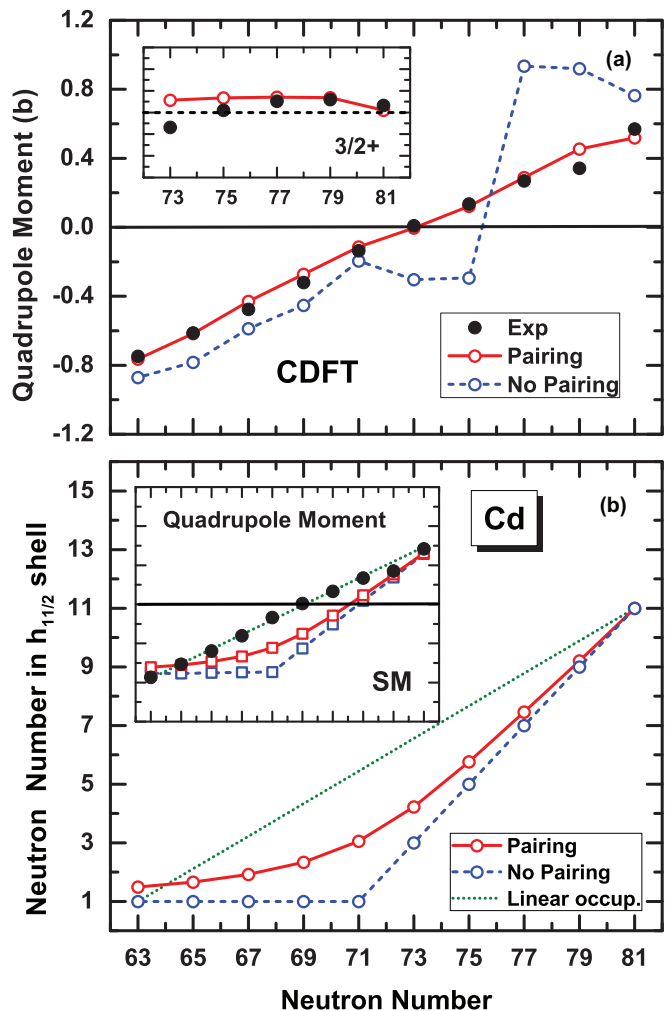 1.2
(a)
0.8
0.4
0.0
-0.4
-0.8
-1.2
Quadrupole Moment (b)
3/2+
73 75 77 79 81
Exp
Pairing
No Pairing
CDFT
15
13
11
9
7
5
3
1
Neutron Number in h11/2 shell
Quadrupole Moment
SM
Cd
(b)
Pairing
No Pairing
Linear occup.
63 65 67 69 71 73 75 77 79 81
Neutron Number